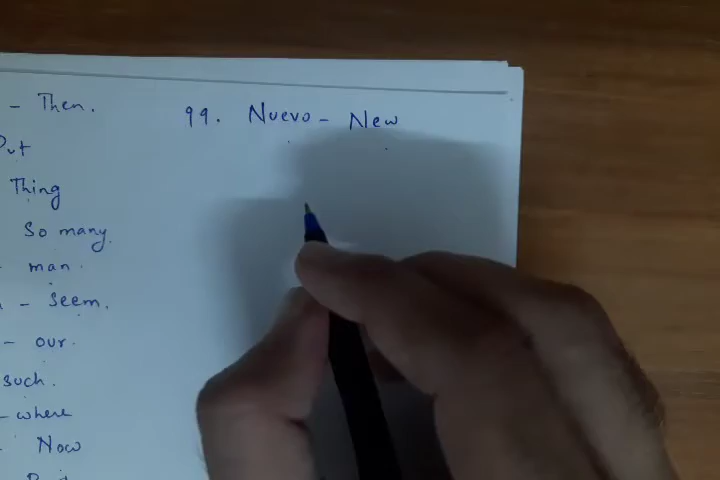 - Then.
Put
Thing
So many.
- man.
- Seem.
- our.
such.
- where
- Now
99. Nuevo - New